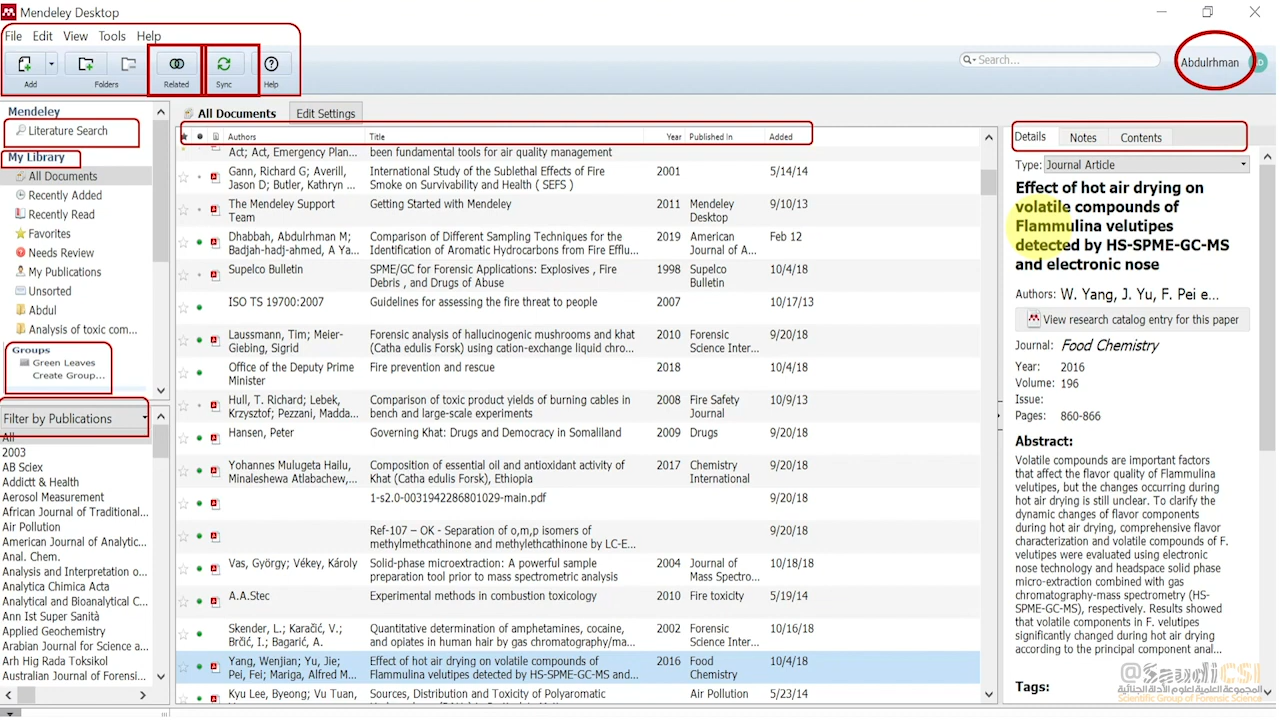 Mendeley Desktop
File Edit View Tools Help
Add Folders Related Sync Help
Search...
Abdulrhman
Mendeley
Literature Search
My Library
All Documents
Recently Added
Recently Read
Favorites
Needs Review
My Publications
Unsorted
Abdul
Analysis of toxic com...
Groups
Green Leaves
Create Group...
Filter by Publications
All
2003
AB Sciex
Addictt & Health
Aerosol Measurement
African Journal of Traditional...
Air Pollution
American Journal of Analytic...
Anal. Chem.
Analysis and Interpretation o...
Analytica Chimica Acta
Analytical and Bioanalytical C...
Ann Ist Super Sanità
Applied Geochemistry
Arabian Journal for Science a...
Arh Hig Rada Toksikol
Australian Journal of Forensi...
All Documents Edit Settings
Authors Title Year Published In Added
Act; Act, Emergency Plan... been fundamental tools for air quality management
Gann, Richard G; Averill, International Study of the Sublethal Effects of Fire 2001 5/14/14
Jason D; Butler, Kathryn ... Smoke on Survivability and Health ( SEFS )
The Mendeley Support Getting Started with Mendeley 2011 Mendeley 9/10/13
Team Desktop
Dhabbah, Abdulrhman M; Comparison of Different Sampling Techniques for the 2019 American Feb 12
Badjah-hadj-ahmed, A Ya... Identification of Aromatic Hydrocarbons from Fire Efflu... Journal of A...
Supelco Bulletin SPME/GC for Forensic Applications: Explosives , Fire 1998 Supelco 10/4/18
Debris , and Drugs of Abuse Bulletin
ISO TS 19700:2007 Guidelines for assessing the fire threat to people 2007 10/17/13
Laussmann, Tim; Meier- Forensic analysis of hallucinogenic mushrooms and khat 2010 Forensic 9/20/18
Giebing, Sigrid (Catha edulis Forsk) using cation-exchange liquid chro... Science Inter...
Office of the Deputy Prime Fire prevention and rescue 2018 10/4/18
Minister
Hull, T. Richard; Lebek, Comparison of toxic product yields of burning cables in 2008 Fire Safety 10/9/13
Krzysztof; Pezzani, Madda... bench and large-scale experiments Journal
Hansen, Peter Governing Khat: Drugs and Democracy in Somaliland 2009 Drugs 9/20/18
Yohannes Mulugeta Hailu, Composition of essential oil and antioxidant activity of 2017 Chemistry 9/20/18
Minaleshewa Atlabachew,... Khat (Catha edulis Forsk), Ethiopia International
1-s2.0-0031942286801029-main.pdf 9/20/18
Ref-107 – OK - Separation of o,m,p isomers of 9/20/18
methylmethcathinone and methylethcathinone by LC-E...
Vas, György; Vékey, Károly Solid-phase microextraction: A powerful sample 2004 Journal of 10/18/18
preparation tool prior to mass spectrometric analysis Mass Spectro...
A.A.Stec Experimental methods in combustion toxicology 2010 Fire toxicity 5/19/14
Skender, L.; Karačić, V.; Quantitative determination of amphetamines, cocaine, 2002 Forensic 10/16/18
Brčić, I.; Bagarić, A. and opiates in human hair by gas chromatography/ma... Science Inter...
Yang, Wenjian; Yu, Jie; Effect of hot air drying on volatile compounds of 2016 Food 10/4/18
Pei, Fei; Mariga, Alfred M... Flammulina velutipes detected by HS-SPME-GC-MS and... Chemistry
Kyu Lee, Byeong; Vu Tuan, Sources, Distribution and Toxicity of Polyaromatic Air Pollution 5/23/14
Details Notes Contents
Type: Journal Article
Effect of hot air drying on
volatile compounds of
Flammulina velutipes
detected by HS-SPME-GC-MS
and electronic nose
Authors: W. Yang, J. Yu, F. Pei e...
View research catalog entry for this paper
Journal: Food Chemistry
Year: 2016
Volume: 196
Issue:
Pages: 860-866
Abstract:
Volatile compounds are important factors
that affect the flavor quality of Flammulina
velutipes, but the changes occurring during
hot air drying is still unclear. To clarify the
dynamic changes of flavor components
during hot air drying, comprehensive flavor
characterization and volatile compounds of F.
velutipes were evaluated using electronic
nose technology and headspace solid phase
micro-extraction combined with gas
chromatography-mass spectrometry (HS-
SPME-GC-MS), respectively. Results showed
that volatile components in F. velutipes
significantly changed during hot air drying
according to the principal component anal...
Tags:
@SaudiCSI
المجموعة العلمية لعلوم الأدلة الجنائية
Scientific Group of Forensic Science